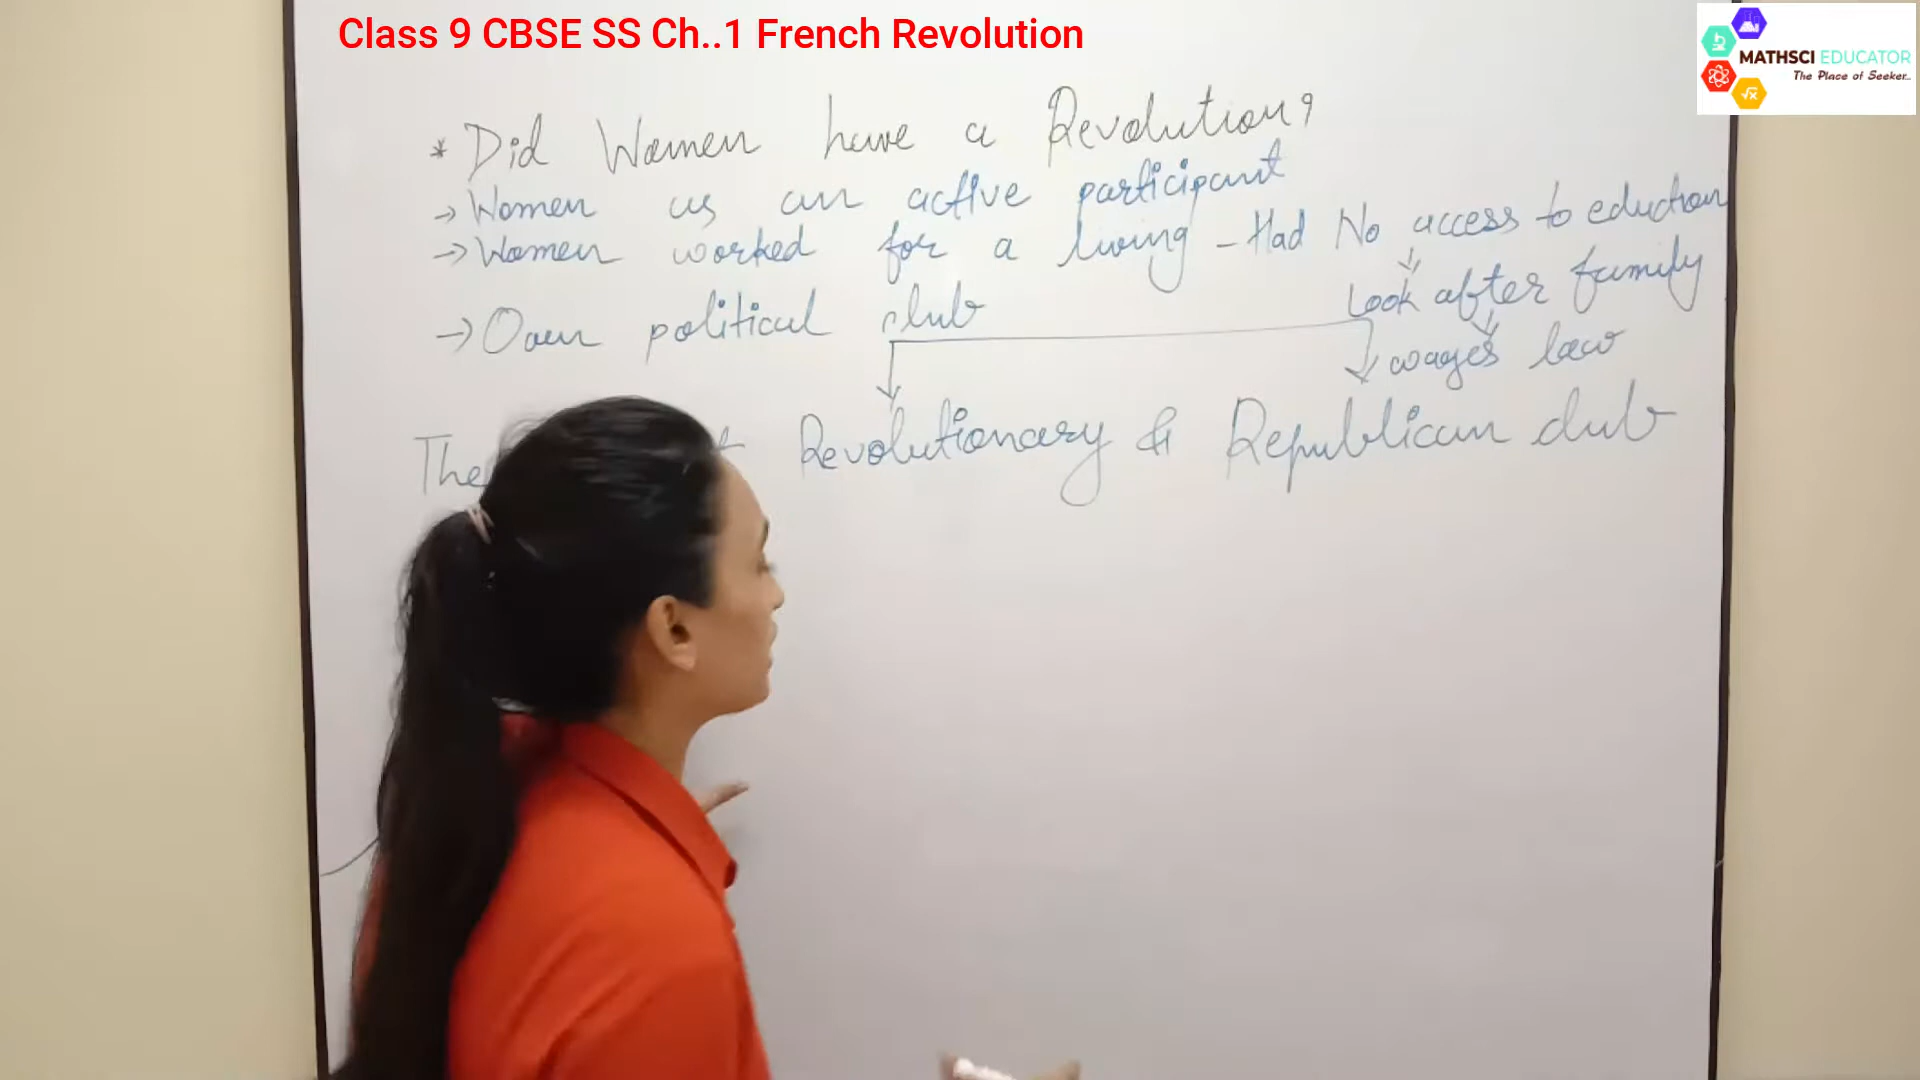 Class 9 CBSE SS Ch..1 French Revolution
MATHSCI EDUCATOR
The Place of Seeker..
* Did Women have a Revolution?
→ Women as an active participant
→ Women worked for a living - Had No access to eduction
↓
Look after family
↓
→ Own political club
wages low
The Revolutionary & Republican club